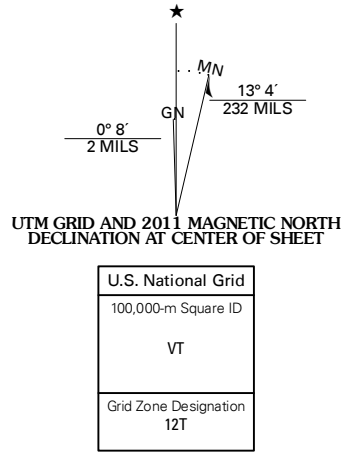 ★
MN
GN
13° 4´
232 MILS
0° 8´
2 MILS
UTM GRID AND 2011 MAGNETIC NORTH
DECLINATION AT CENTER OF SHEET
U.S. National Grid
100,000-m Square ID
VT
Grid Zone Designation
12T